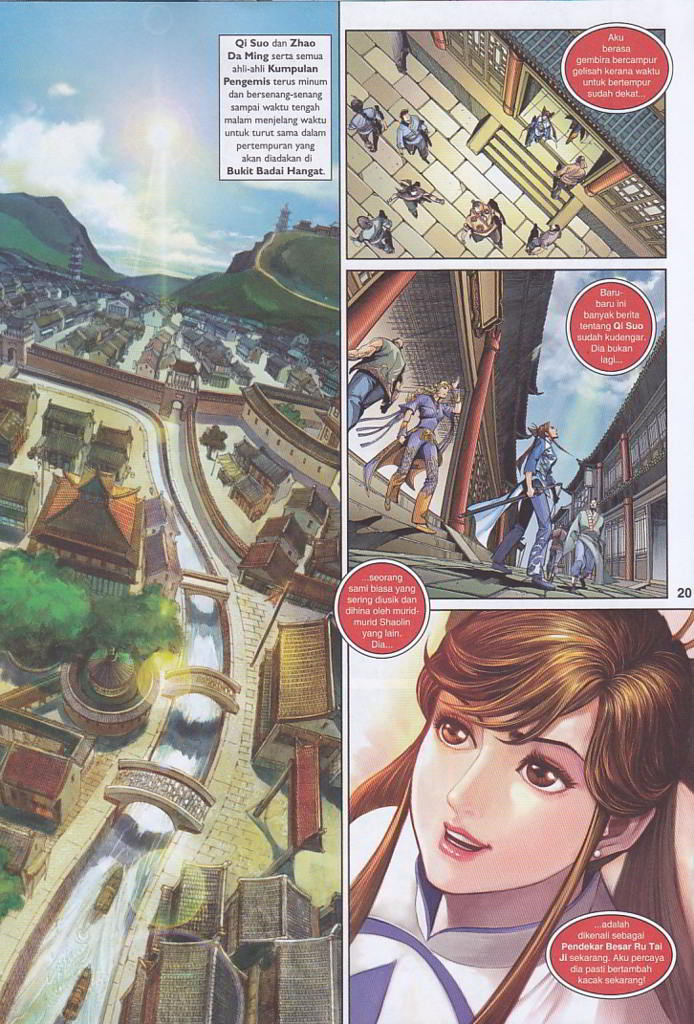 Qi Suo dan Zhao
Da Ming serta semua
ahli-ahli Kumpulan
Pengemis terus minum
dan bersenang-senang
sampai waktu tengah
malam menjelang waktu
untuk turut sama dalam
pertempuran yang
akan diadakan di
Bukit Badai Hangat.
Aku
berasa
gembira bercampur
gelisah kerana waktu
untuk bertempur
sudah dekat...
Baru-
baru ini
banyak berita
tentang Qi Suo
sudah kudengar.
Dia bukan
lagi...
20
...seorang
sami biasa yang
sering diusik dan
dihina oleh murid-
murid Shaolin
yang lain.
Dia...
...adalah
dikenali sebagai
Pendekar Besar Ru Tai
Ji sekarang. Aku percaya
dia pasti bertambah
kacak sekarang!